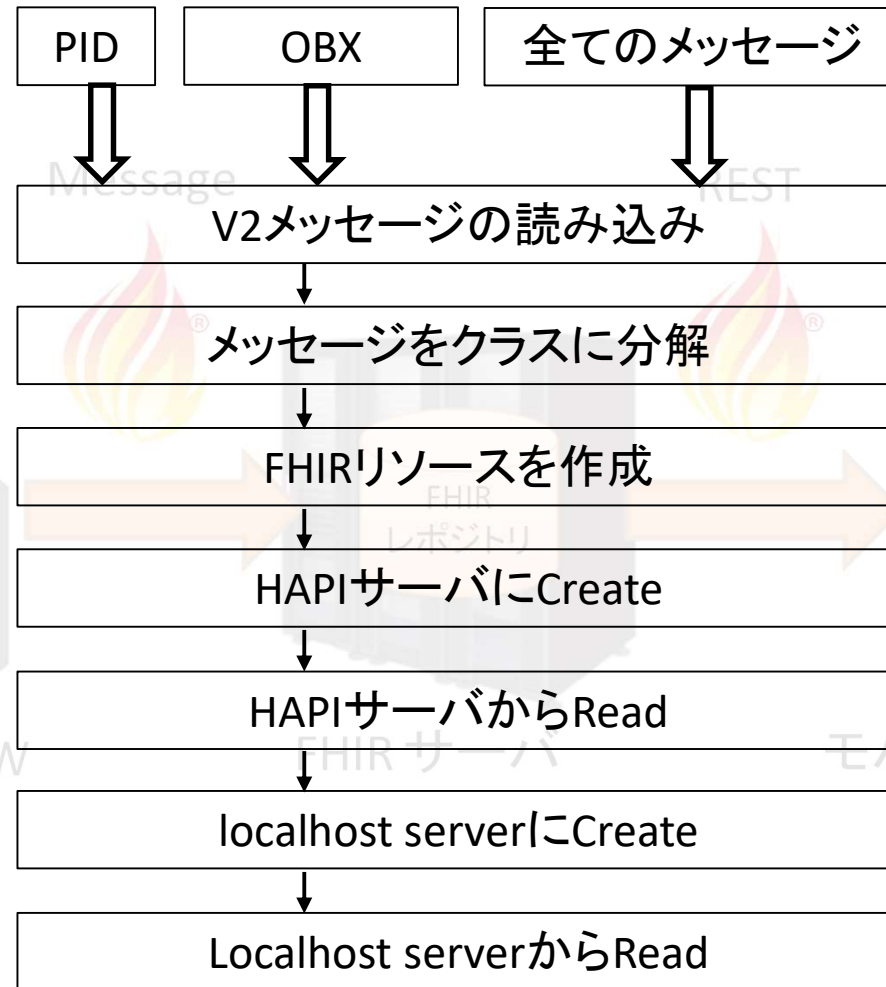 PID
OBX
全てのメッセージ
Message
REST
V2メッセージの読み込み
®
®
メッセージをクラスに分解
FHIRリソースを作成
FHIR
レポジトリ
HAPIサーバにCreate
HAPIサーバからRead
W
FHIR サーバ
モバ
localhost serverにCreate
Localhost serverからRead